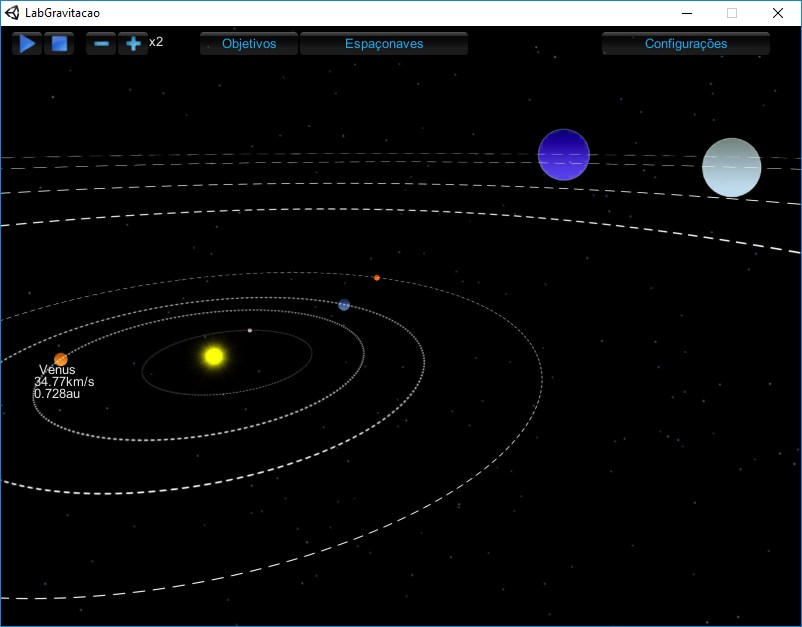 LabGravitacao
x2
Objetivos
Espaçonaves
Configurações
Venus
34.77km/s
0.728au